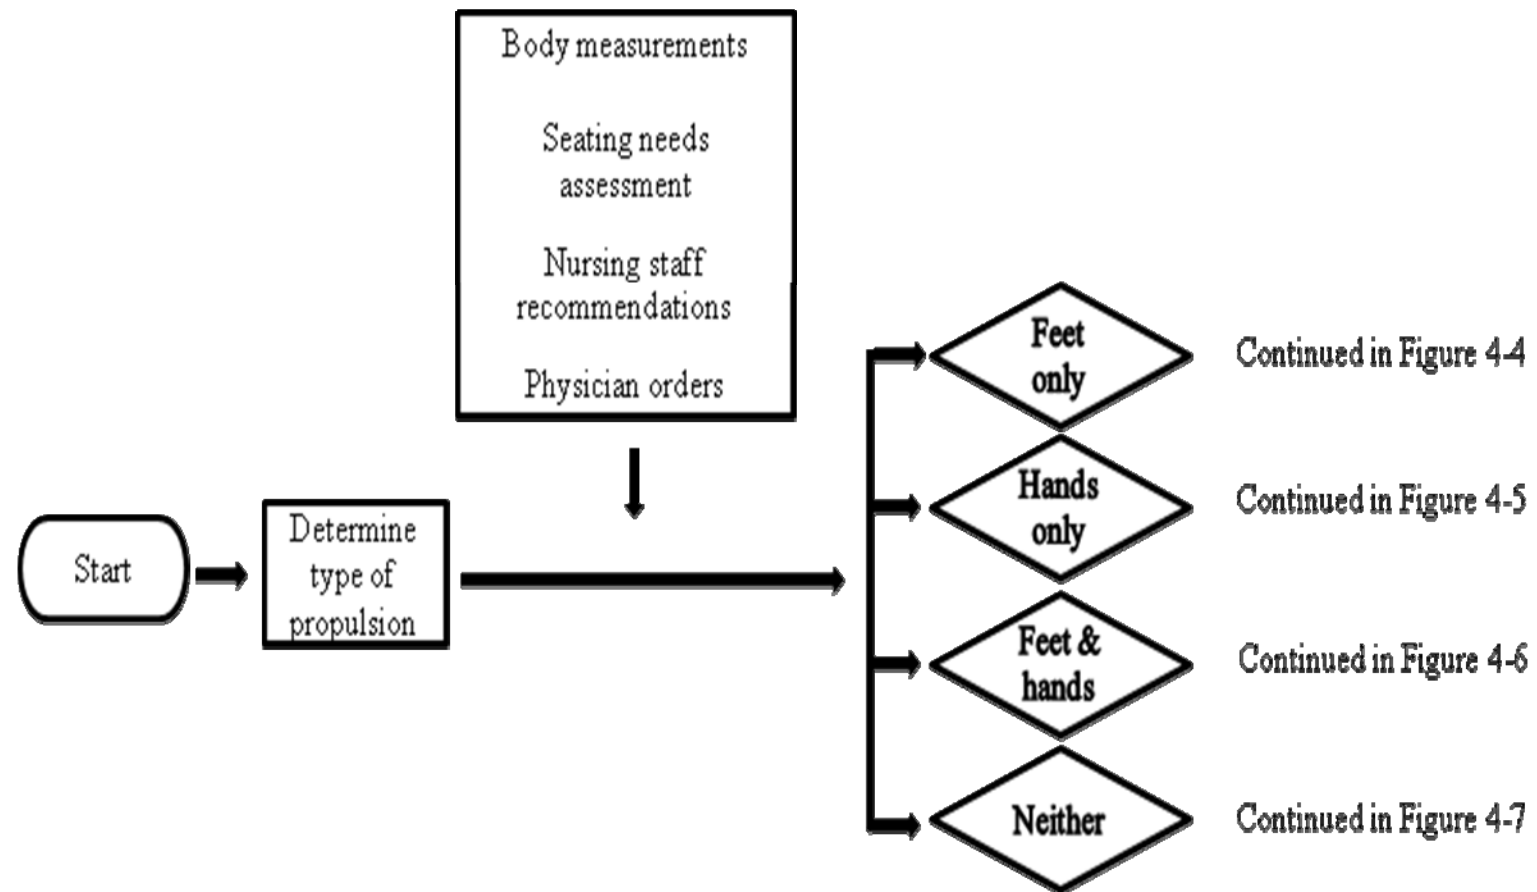 Body measurements
Seating needs
assessment
Nursing staff
recommendations
Physician orders
Start
Determine
type of
propulsion
Feet
only
Continued in Figure 4-4
Hands
only
Continued in Figure 4-5
Feet &
hands
Continued in Figure 4-6
Neither
Continued in Figure 4-7